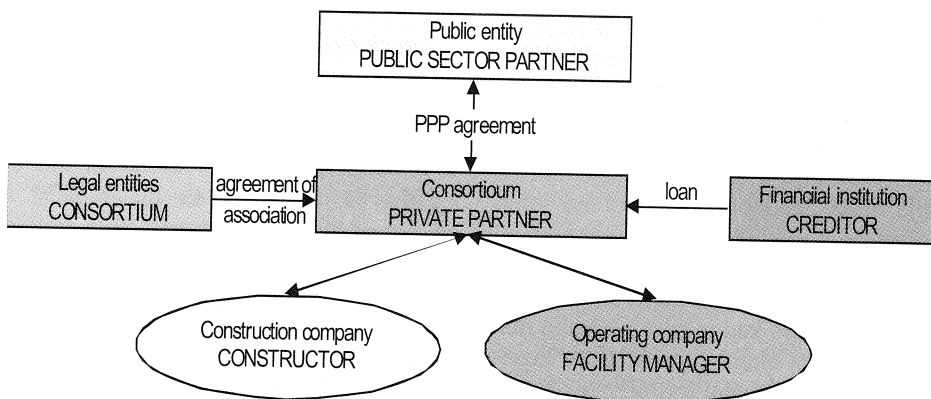 Public entity
PUBLIC SECTOR PARTNER
PPP agreement
Legal entities
CONSORTIUM
agreement of
association
Consortioum
PRIVATE PARTNER
loan
Financiial institution
CREDITOR
Construction company
CONSTRUCTOR
Operating company
FACILITY MANAGER